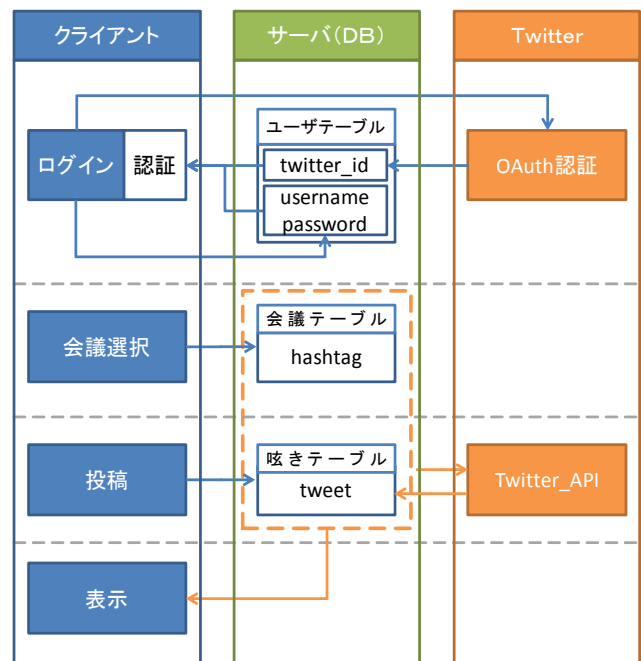 クライアント
サーバ(DB)
Twitter
ユーザテーブル
ログイン
認証
twitter_id
OAuth認証
username
password
会議テーブル
会議選択
hashtag
呟きテーブル
投稿
tweet
Twitter_API
表示